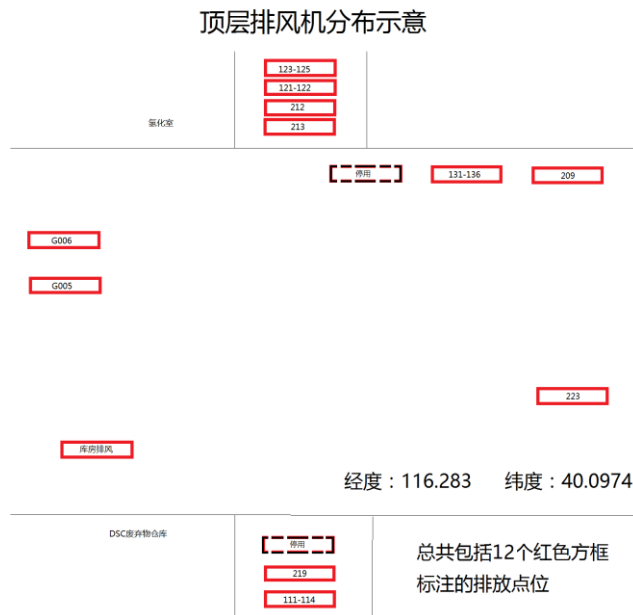 顶层排风机分布示意
123-125
121-122
212
213
氢化室
停用
131-136
209
G006
G005
223
库房排风
经度：116.283 纬度：40.0974
DSC废弃物仓库
停用
219
111-114
总共包括12个红色方框
标注的排放点位